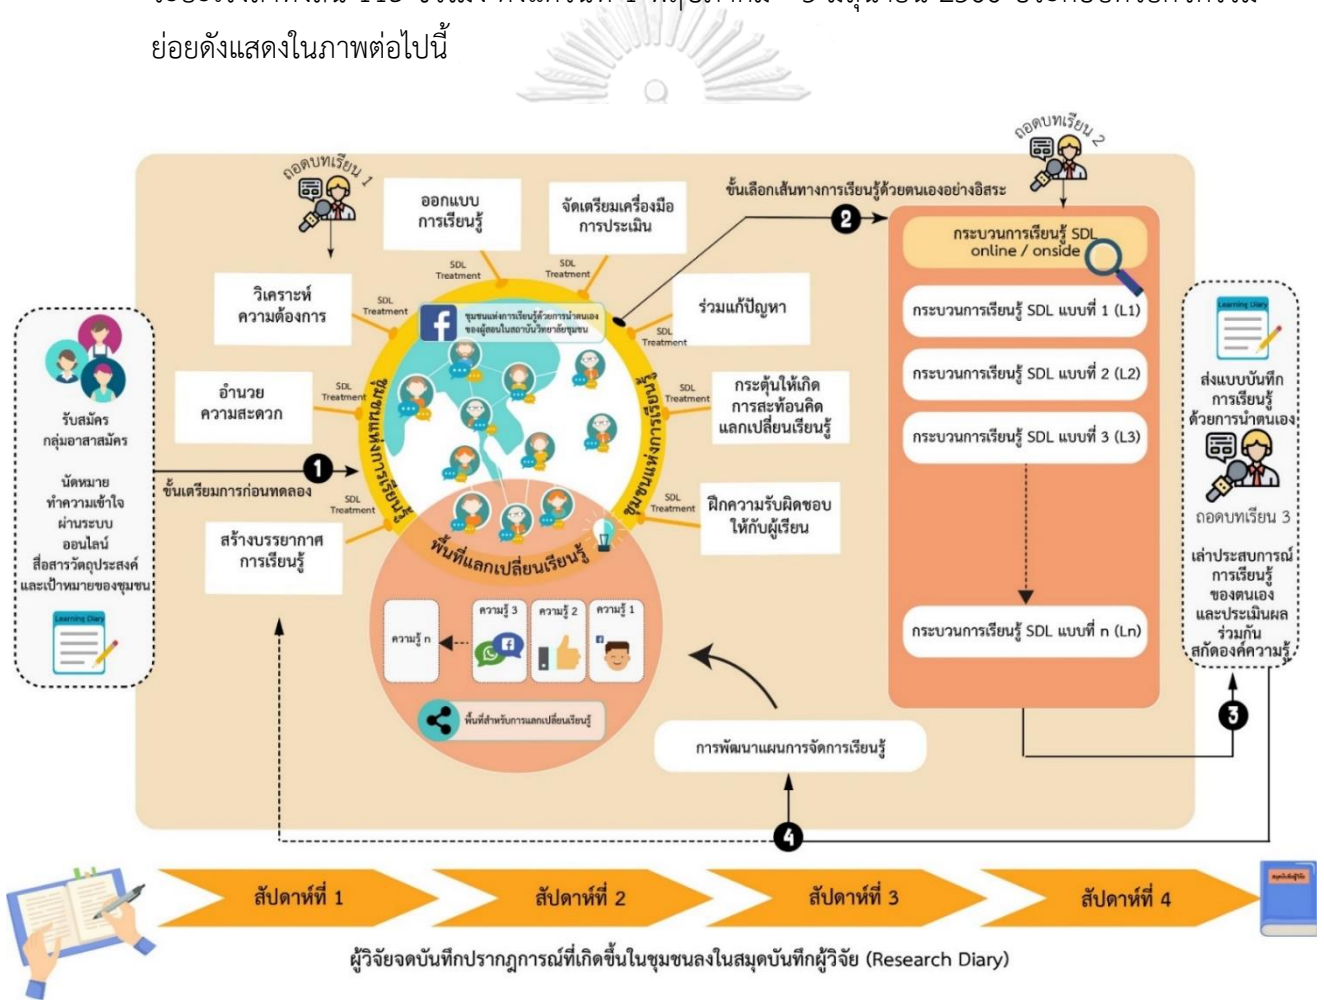 ย่อยดังแสดงในภาพต่อไปนี้
ถอดบทเรียน 1
ถอดบทเรียน 2
ออกแบบ
การเรียนรู้
จัดเตรียมเครื่องมือ
การประเมิน
ขั้นเลือกเส้นทางการเรียนรู้ด้วยตนเองอย่างอิสระ
2
กระบวนการเรียนรู้ SDL
online / onside
SDL
Treatment
SDL
Treatment
วิเคราะห์
ความต้องการ
SDL
Treatment
ชุมชนแห่งการเรียนรู้ด้วยการนำตนเอง
ของผู้สอนในสถาบันวิทยาลัยชุมชน
ร่วมแก้ปัญหา
SDL
Treatment
กระบวนการเรียนรู้ SDL แบบที่ 1 (L1)
กระบวนการเรียนรู้ SDL แบบที่ 2 (L2)
กระบวนการเรียนรู้ SDL แบบที่ 3 (L3)
กระบวนการเรียนรู้ SDL แบบที่ n (Ln)
อำนวย
ความสะดวก
SDL
Treatment
ชุมชนแห่งการเรียนรู้
ชุมชนแห่งการเรียนรู้
SDL
Treatment
กระตุ้นให้เกิด
การสะท้อนคิด
แลกเปลี่ยนเรียนรู้
รับสมัคร
กลุ่มอาสาสมัคร
นัดหมาย
ทำความเข้าใจ
ผ่านระบบ
ออนไลน์
สื่อสารวัตถุประสงค์
และเป้าหมายของชุมชน
Learning Diary
1
ขั้นเตรียมการก่อนทดลอง
SDL
Treatment
สร้างบรรยากาศ
การเรียนรู้
SDL
Treatment
ฝึกความรับผิดชอบ
ให้กับผู้เรียน
พื้นที่แลกเปลี่ยนเรียนรู้
ความรู้ n
ความรู้ 3
ความรู้ 2
ความรู้ 1
พื้นที่สำหรับการแลกเปลี่ยนเรียนรู้
Learning Diary
ส่งแบบบันทึก
การเรียนรู้
ด้วยการนำตนเอง
ถอดบทเรียน 3
เล่าประสบการณ์
การเรียนรู้
ของตนเอง
และประเมินผล
ร่วมกัน
สกัดองค์ความรู้
3
การพัฒนาแผนการจัดการเรียนรู้
4
สัปดาห์ที่ 1
สัปดาห์ที่ 2
สัปดาห์ที่ 3
สัปดาห์ที่ 4
สมุดบันทึกผู้วิจัย
ผู้วิจัยจดบันทึกปรากฏการณ์ที่เกิดขึ้นในชุมชนลงในสมุดบันทึกผู้วิจัย (Research Diary)